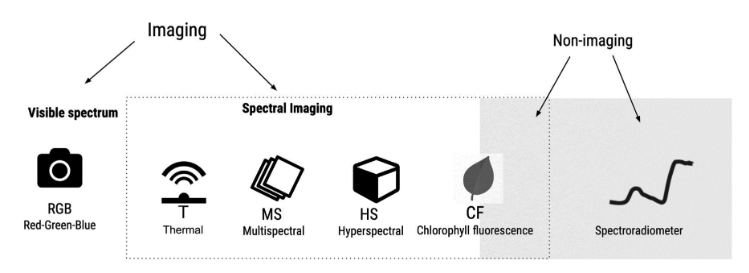 Imaging
Non-imaging
Visible spectrum
Spectral Imaging
RGB
Red-Green-Blue
T
Thermal
MS
Multispectral
HS
Hyperspectral
CF
Chlorophyll fluorescence
Spectroradiometer